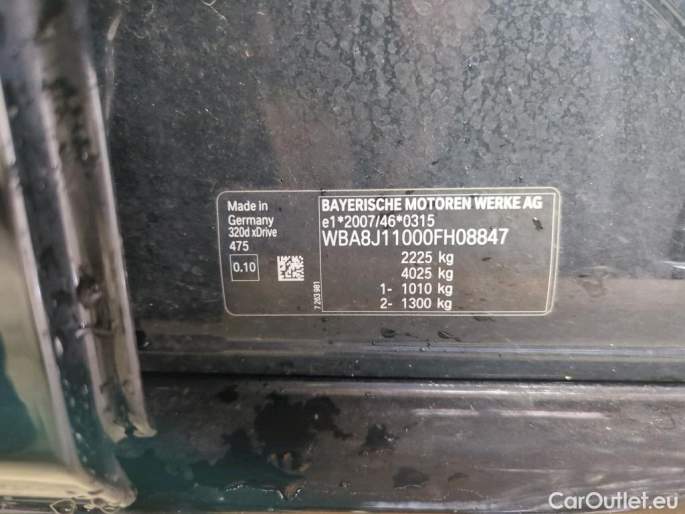 Made in
Germany
320d xDrive
475
0.10
7 263 981
BAYERISCHE MOTOREN WERKE AG
e1*2007/46*0315
WBA8J11000FH08847
2225 kg
4025 kg
1- 1010 kg
2- 1300 kg
CarOutlet.eu